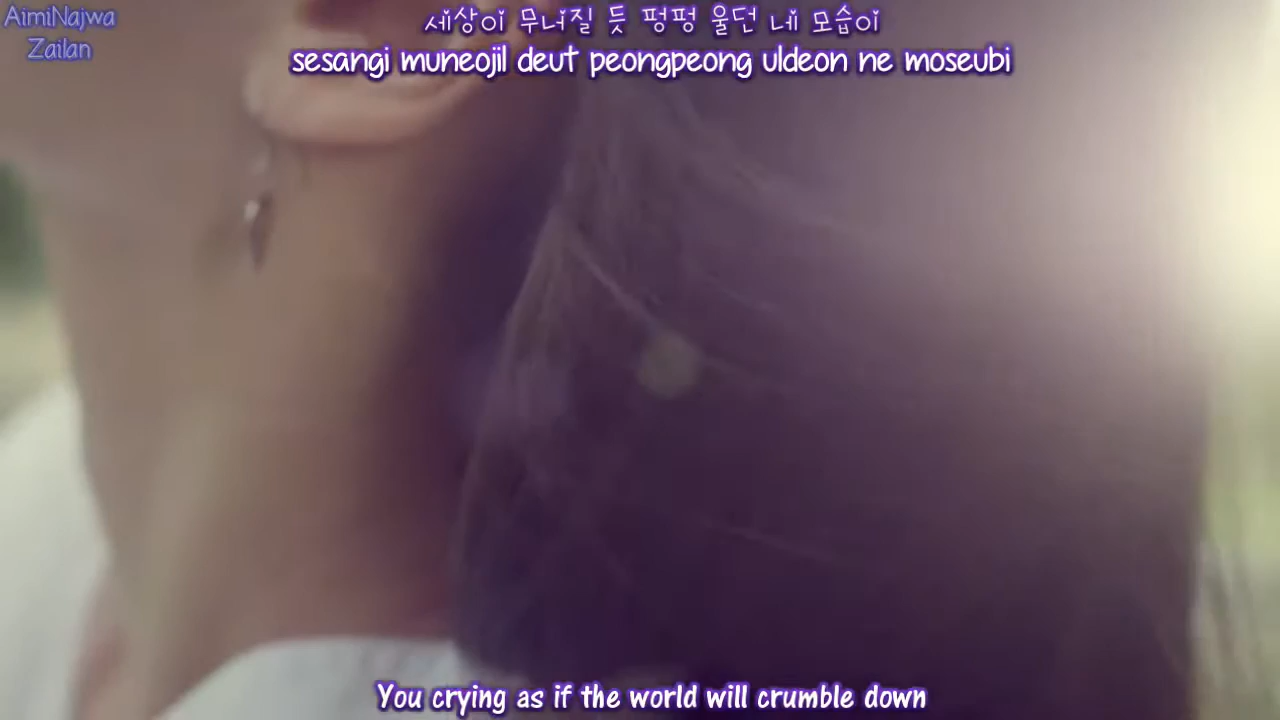 AimiNajwa
Zailan
세상이 무너질 듯 펑펑 울던 네 모습이
sesangi muneojil deut peongpeong uldeon ne moseubi
You crying as if the world will crumble down